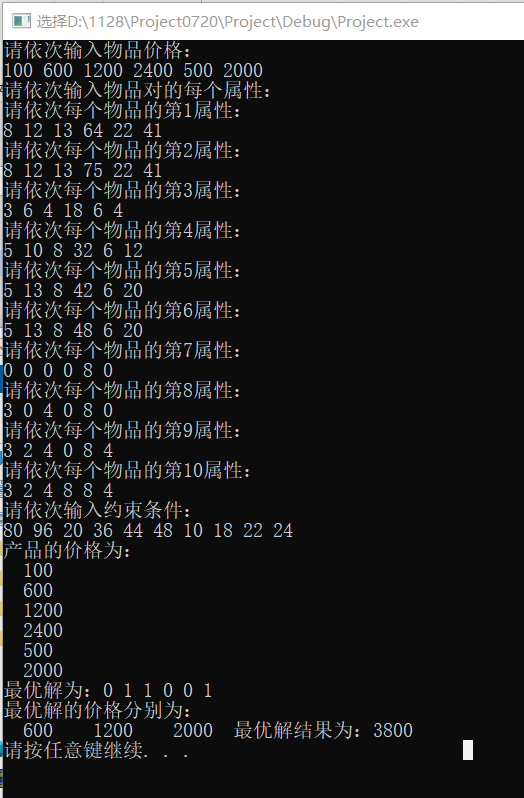 选择D:\1128\Project0720\Project\Debug\Project.exe
请依次输入物品价格：
100 600 1200 2400 500 2000
请依次输入物品对的每个属性：
请依次每个物品的第1属性：
8 12 13 64 22 41
请依次每个物品的第2属性：
8 12 13 75 22 41
请依次每个物品的第3属性：
3 6 4 18 6 4
请依次每个物品的第4属性：
5 10 8 32 6 12
请依次每个物品的第5属性：
5 13 8 42 6 20
请依次每个物品的第6属性：
5 13 8 48 6 20
请依次每个物品的第7属性：
0 0 0 0 8 0
请依次每个物品的第8属性：
3 0 4 0 8 0
请依次每个物品的第9属性：
3 2 4 0 8 4
请依次每个物品的第10属性：
3 2 4 8 8 4
请依次输入约束条件：
80 96 20 36 44 48 10 18 22 24
产品的价格为：
100
600
1200
2400
500
2000
最优解为：0 1 1 0 0 1
最优解的价格分别为：
600    1200    2000  最优解结果为：3800
请按任意键继续. . .